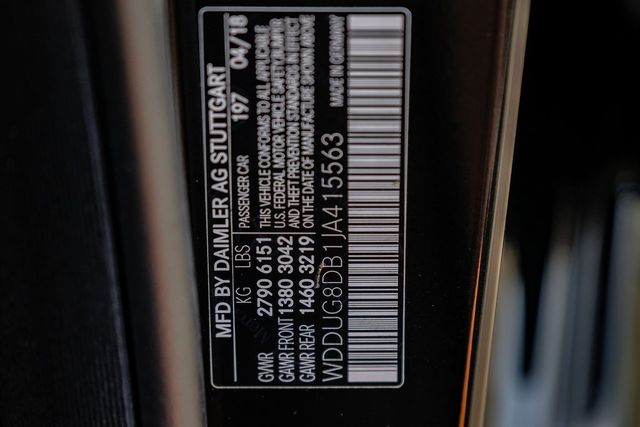 MFD BY DAIMLER AG STUTTGART
KG LBS PASSENGER CAR 197 04/18
GVWR 2790 6151 THIS VEHICLE CONFORMS TO ALL APPLICABLE
GAWR FRONT 1380 3042 U.S. FEDERAL MOTOR VEHICLE SAFETY, BUMPER
GAWR REAR 1460 3219 AND THEFT PREVENTION STANDARDS IN EFFECT
ON THE DATE OF MANUFACTURE SHOWN ABOVE
WDDUG8DB1JA415563 MADE IN GERMANY